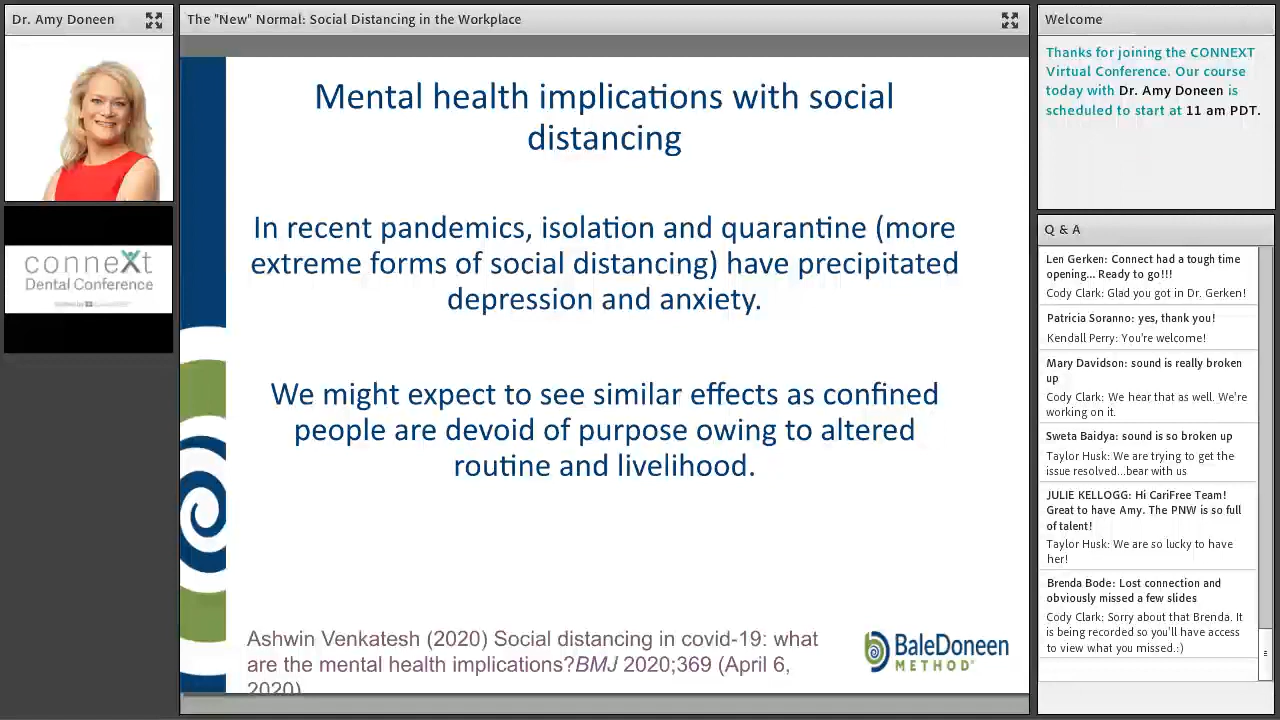 Dr. Amy Doneen
The "New" Normal: Social Distancing in the Workplace
Welcome
Thanks for joining the CONNEXT
Virtual Conference. Our course
today with Dr. Amy Doneen is
scheduled to start at 11 am PDT.
Mental health implications with social
distancing
In recent pandemics, isolation and quarantine (more
extreme forms of social distancing) have precipitated
depression and anxiety.
We might expect to see similar effects as confined
people are devoid of purpose owing to altered
routine and livelihood.
Ashwin Venkatesh (2020) Social distancing in covid-19: what
are the mental health implications?BMJ 2020;369 (April 6,
2020)
BaleDoneen
METHOD®
conneXt
Dental Conference
Q & A
Len Gerken: Connect had a tough time
opening... Ready to go!!!
Cody Clark: Glad you got in Dr. Gerken!
Patricia Soranno: yes, thank you!
Kendall Perry: You're welcome!
Mary Davidson: sound is really broken
up
Cody Clark: We hear that as well. We're
working on it.
Sweta Baidya: sound is so broken up
Taylor Husk: We are trying to get the
issue resolved...bear with us
JULIE KELLOGG: Hi CariFree Team!
Great to have Amy. The PNW is so full
of talent!
Taylor Husk: We are so lucky to have
her!
Brenda Bode: Lost connection and
obviously missed a few slides
Cody Clark: Sorry about that Brenda. It
is being recorded so you'll have access
to view what you missed.:)